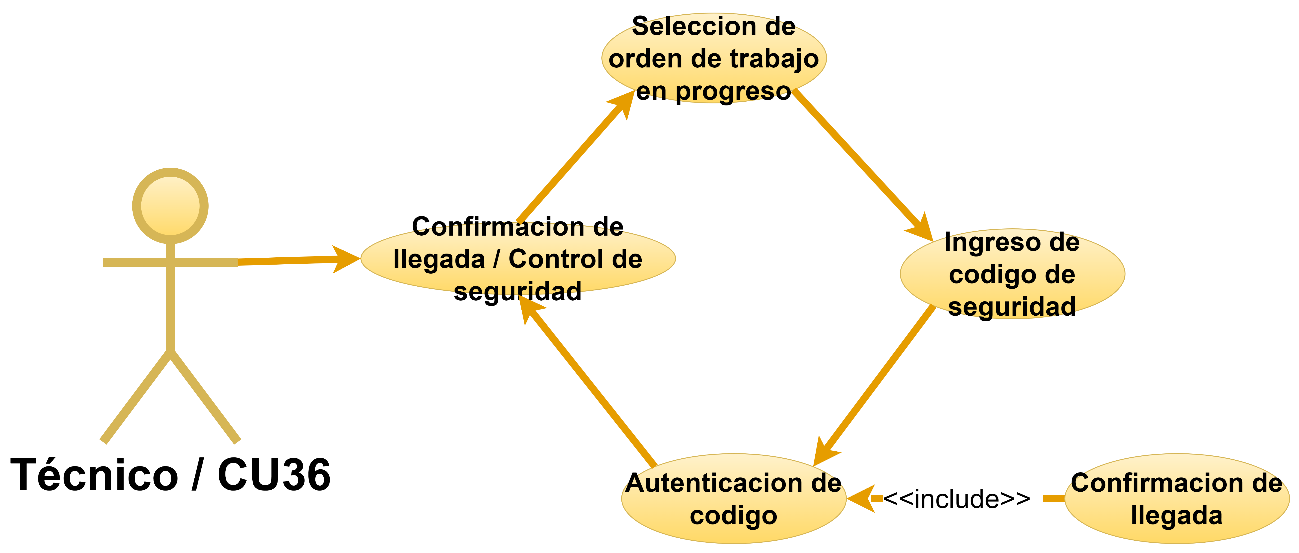 Seleccion de
orden de trabajo
en progreso
Confirmacion de
llegada / Control de
seguridad
Ingreso de
codigo de
seguridad
Técnico / CU36
Autenticacion de
codigo
<<include>>
Confirmacion de
llegada